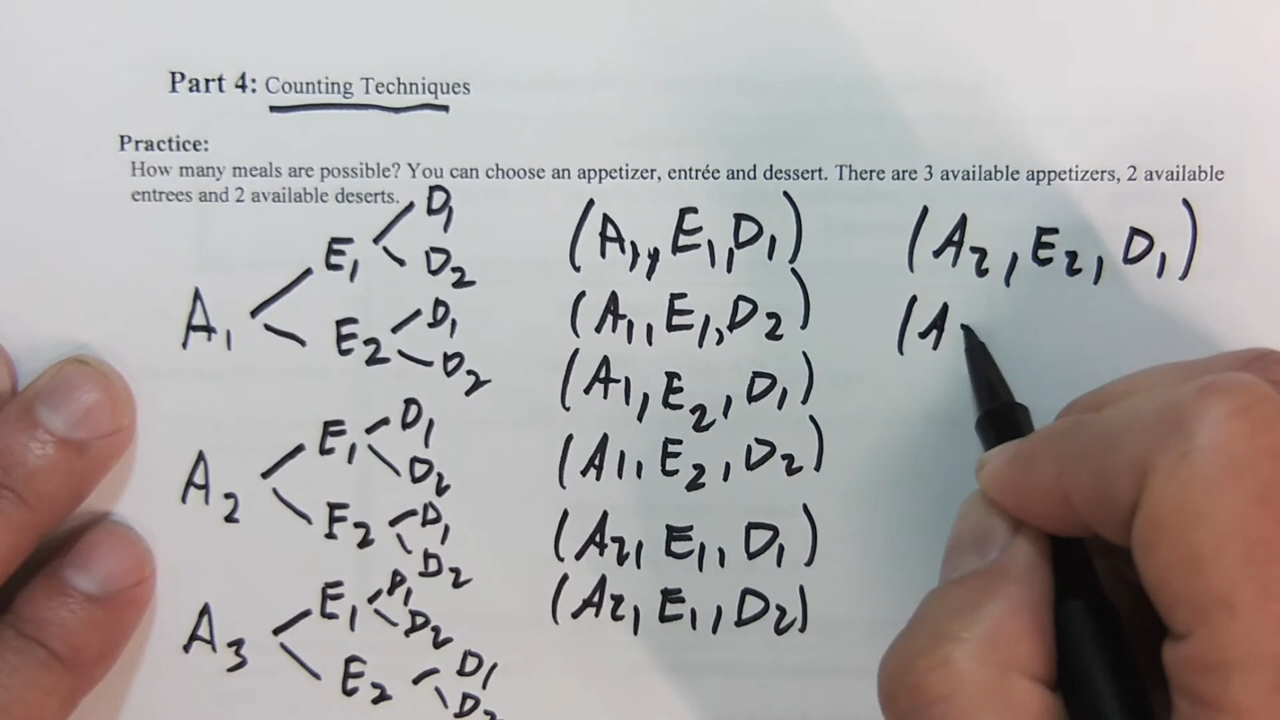 Part 4: Counting Techniques
Practice:
How many meals are possible? You can choose an appetizer, entrée and dessert. There are 3 available appetizers, 2 available
entrees and 2 available deserts.
A1
E1
D1
D2
E2
D1
D2
A2
E1
D1
D2
E2
D1
D2
A3
E1
D1
D2
E2
D1
D2
(A1, E1, D1)
(A1, E1, D2)
(A1, E2, D1)
(A1, E2, D2)
(A2, E1, D1)
(A2, E1, D2)
(A2, E2, D1)
(A